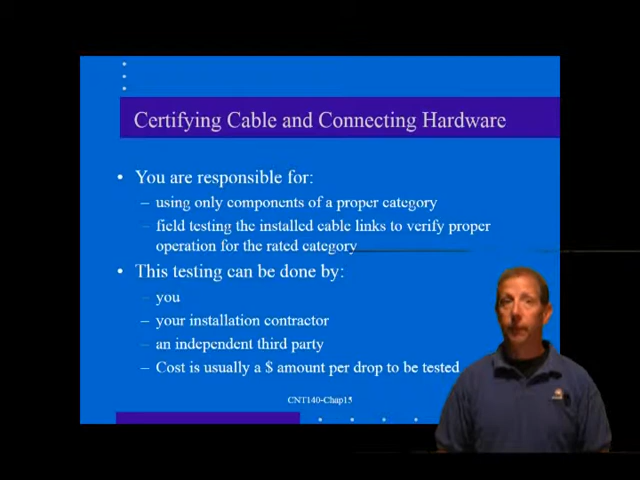 Certifying Cable and Connecting Hardware
• You are responsible for:
– using only components of a proper category
– field testing the installed cable links to verify proper
operation for the rated category
• This testing can be done by:
– you
– your installation contractor
– an independent third party
– Cost is usually a $ amount per drop to be tested
CNT140-Chap15